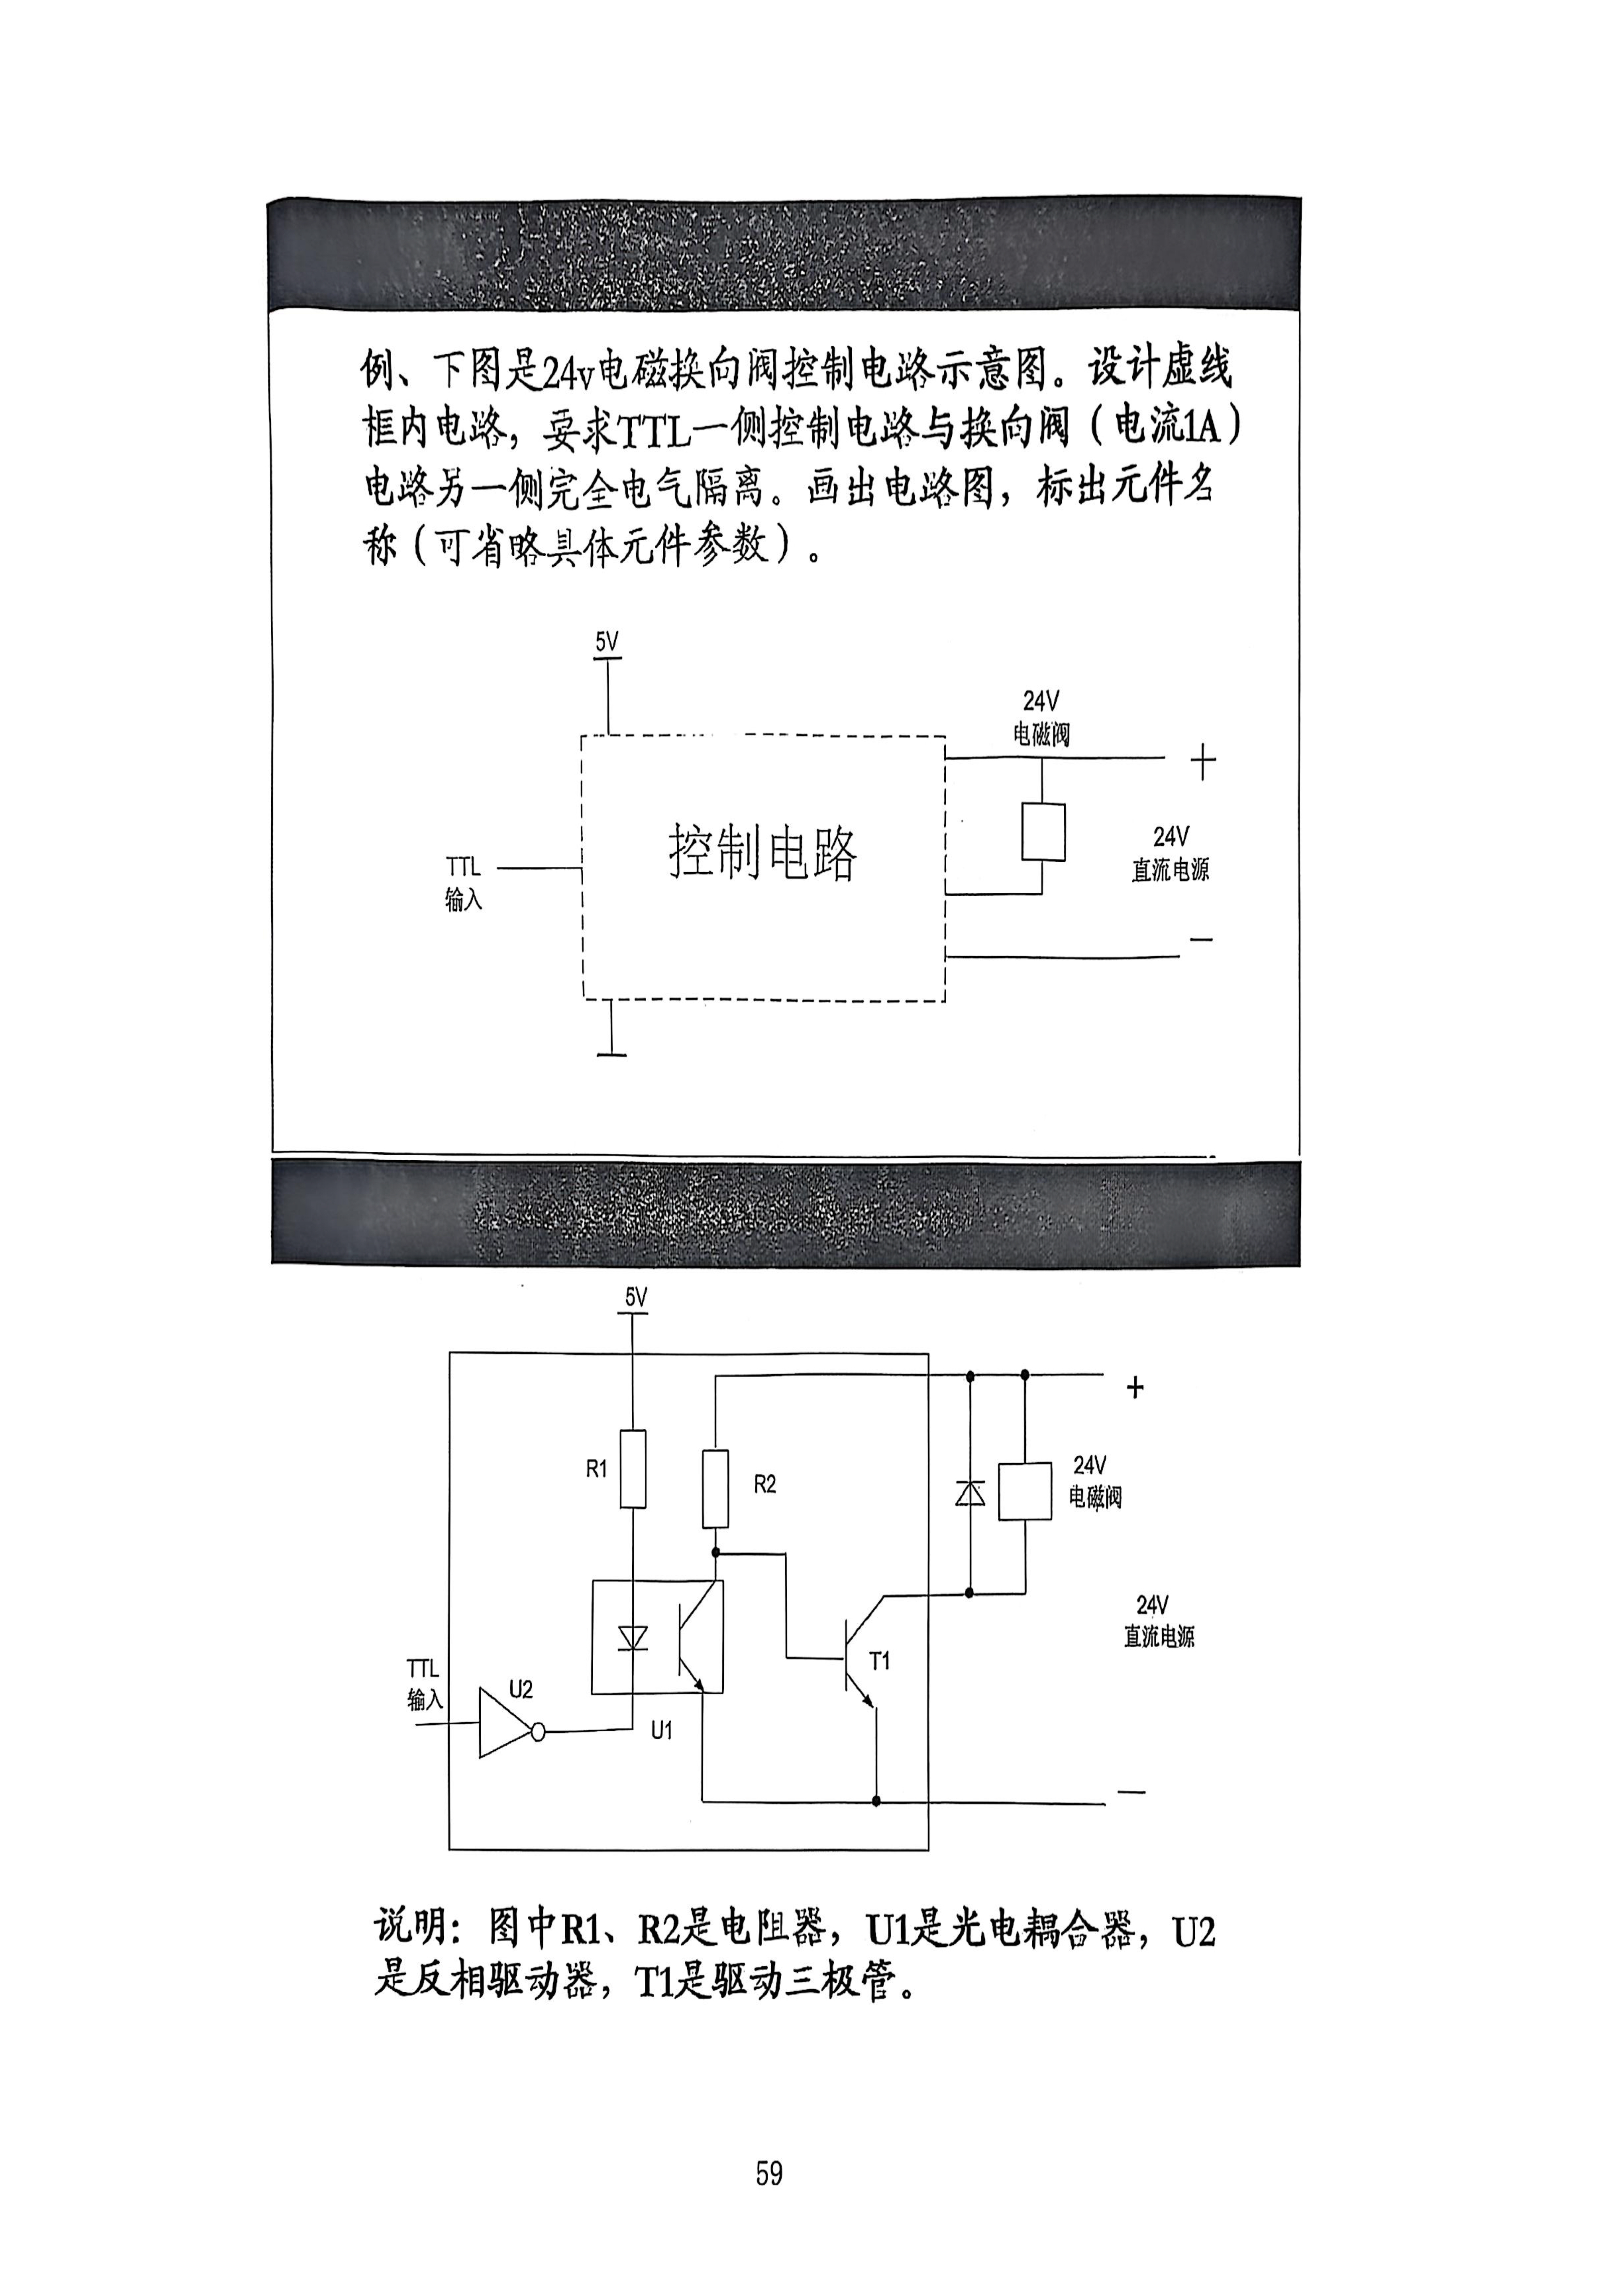 例、下图是24v电磁换向阀控制电路示意图。设计虚线
框内电路，要求TTL一侧控制电路与换向阀（电流1A）
电路另一侧完全电气隔离。画出电路图，标出元件名
称（可省略具体元件参数）。
5V
24V
电磁阀
+
控制电路
24V
直流电源
TTL
输入
—
5V
+
R1
R2
24V
电磁阀
24V
直流电源
TTL
输入
U2
T1
U1
—
说明：图中R1、R2是电阻器，U1是光电耦合器，U2
是反相驱动器，T1是驱动三极管。
59